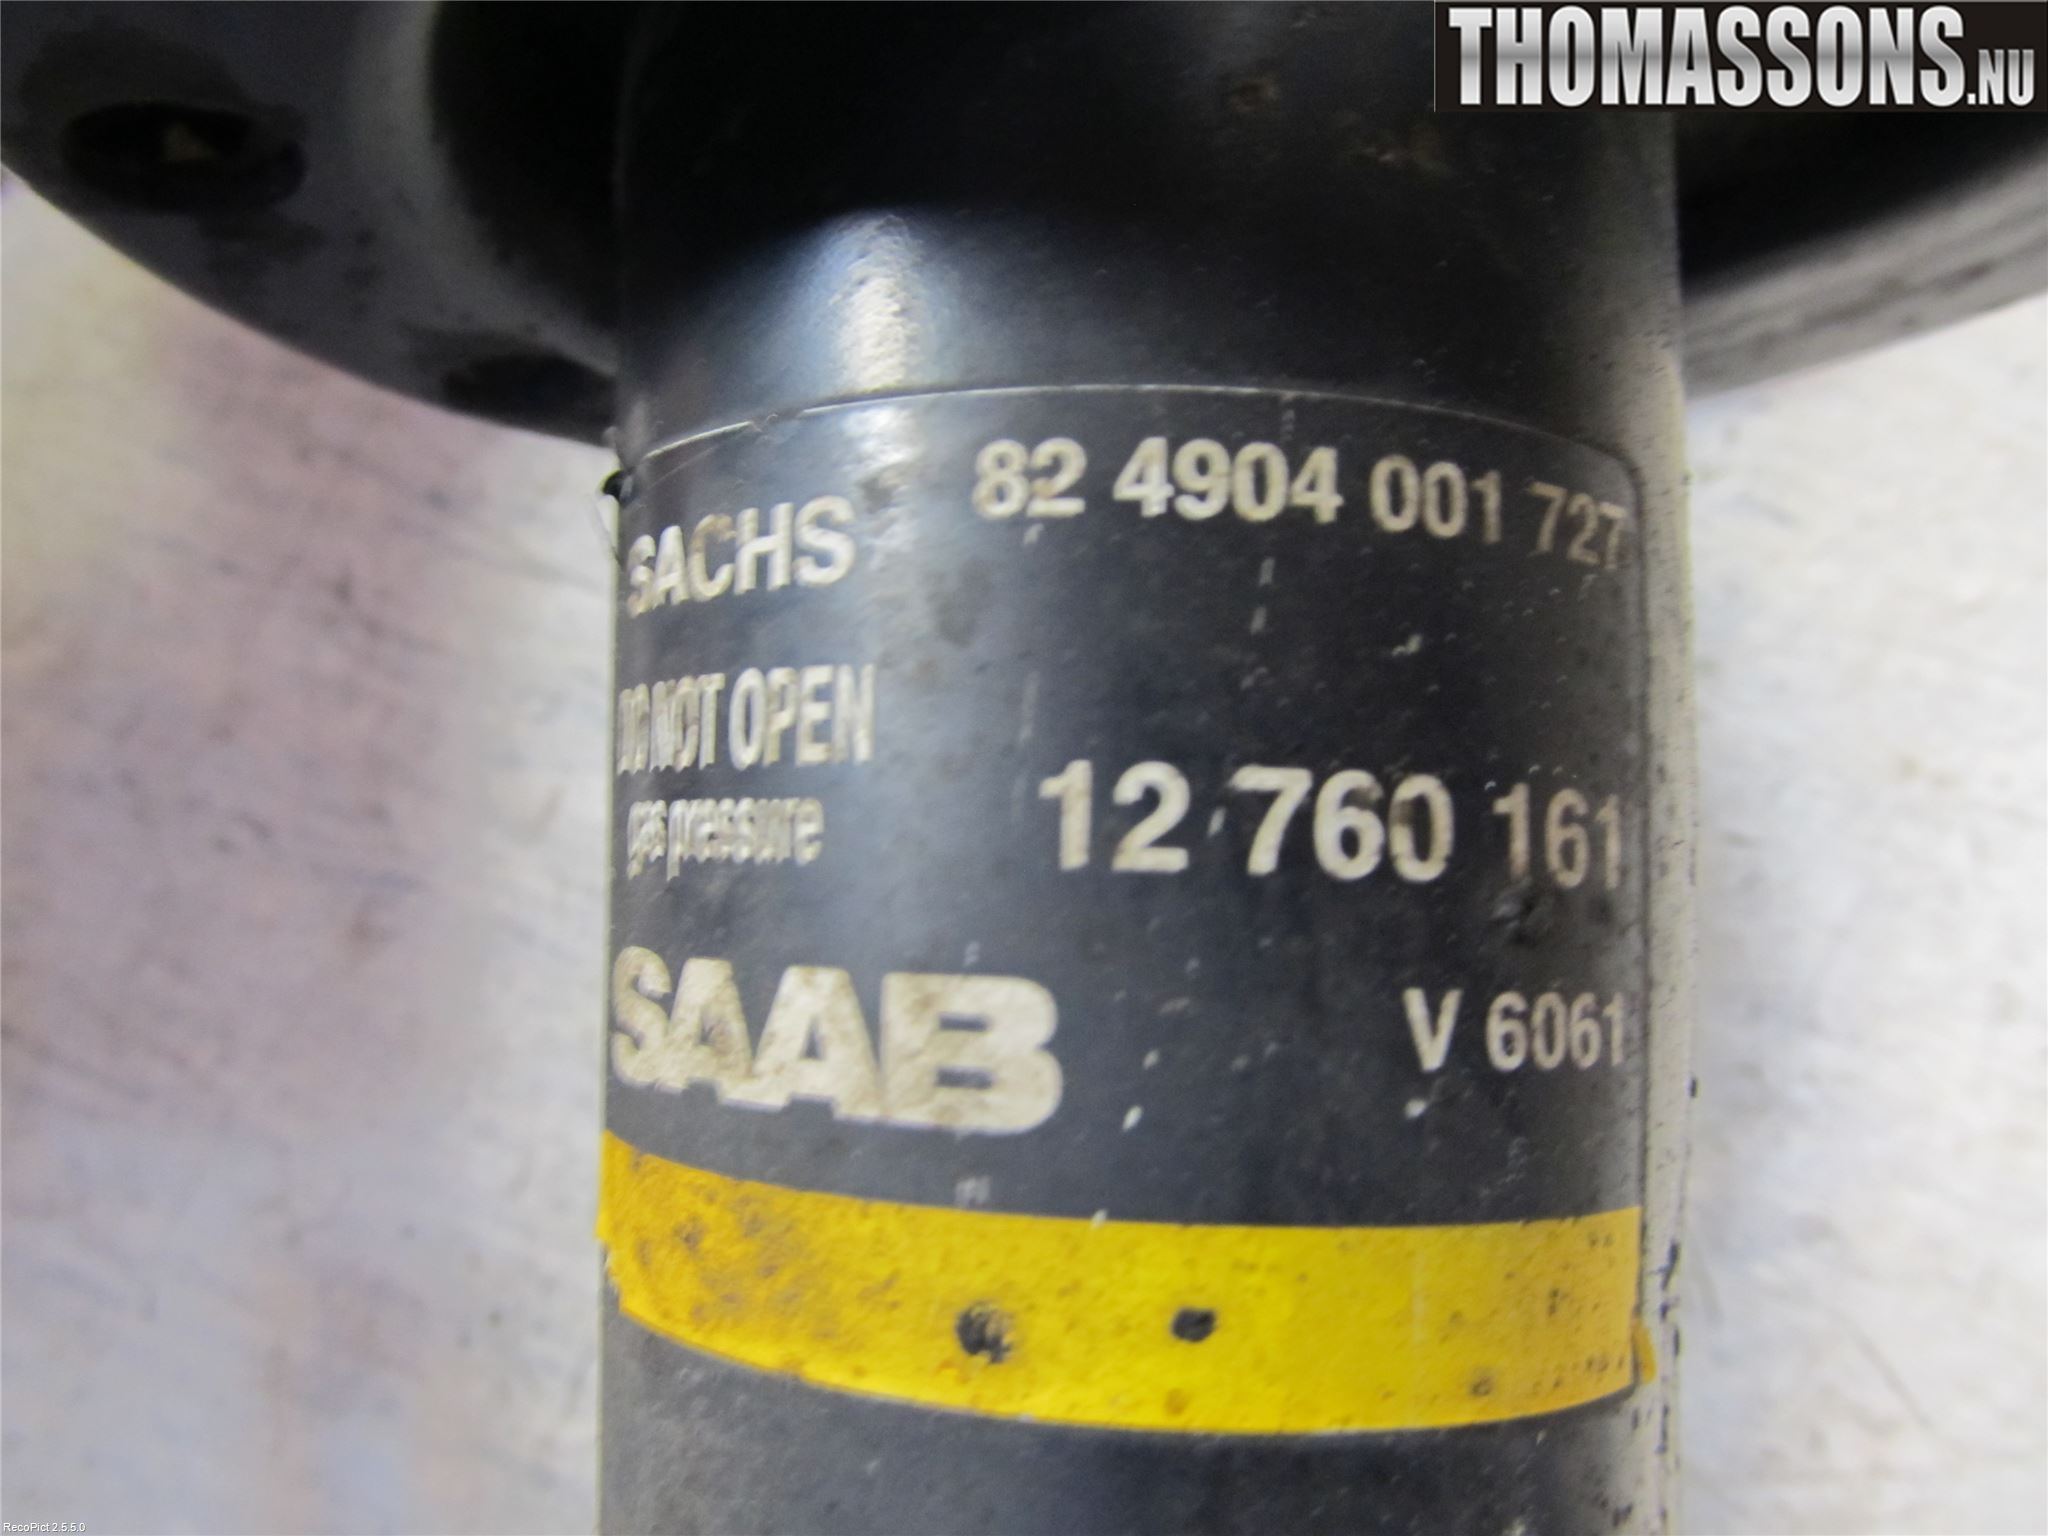 THOMASSONS.NU
82 4904 001 727
SACHS
DO NOT OPEN
gas pressure
12 760 161
SAAB
V 6061
RecoPict 2.5.5.0